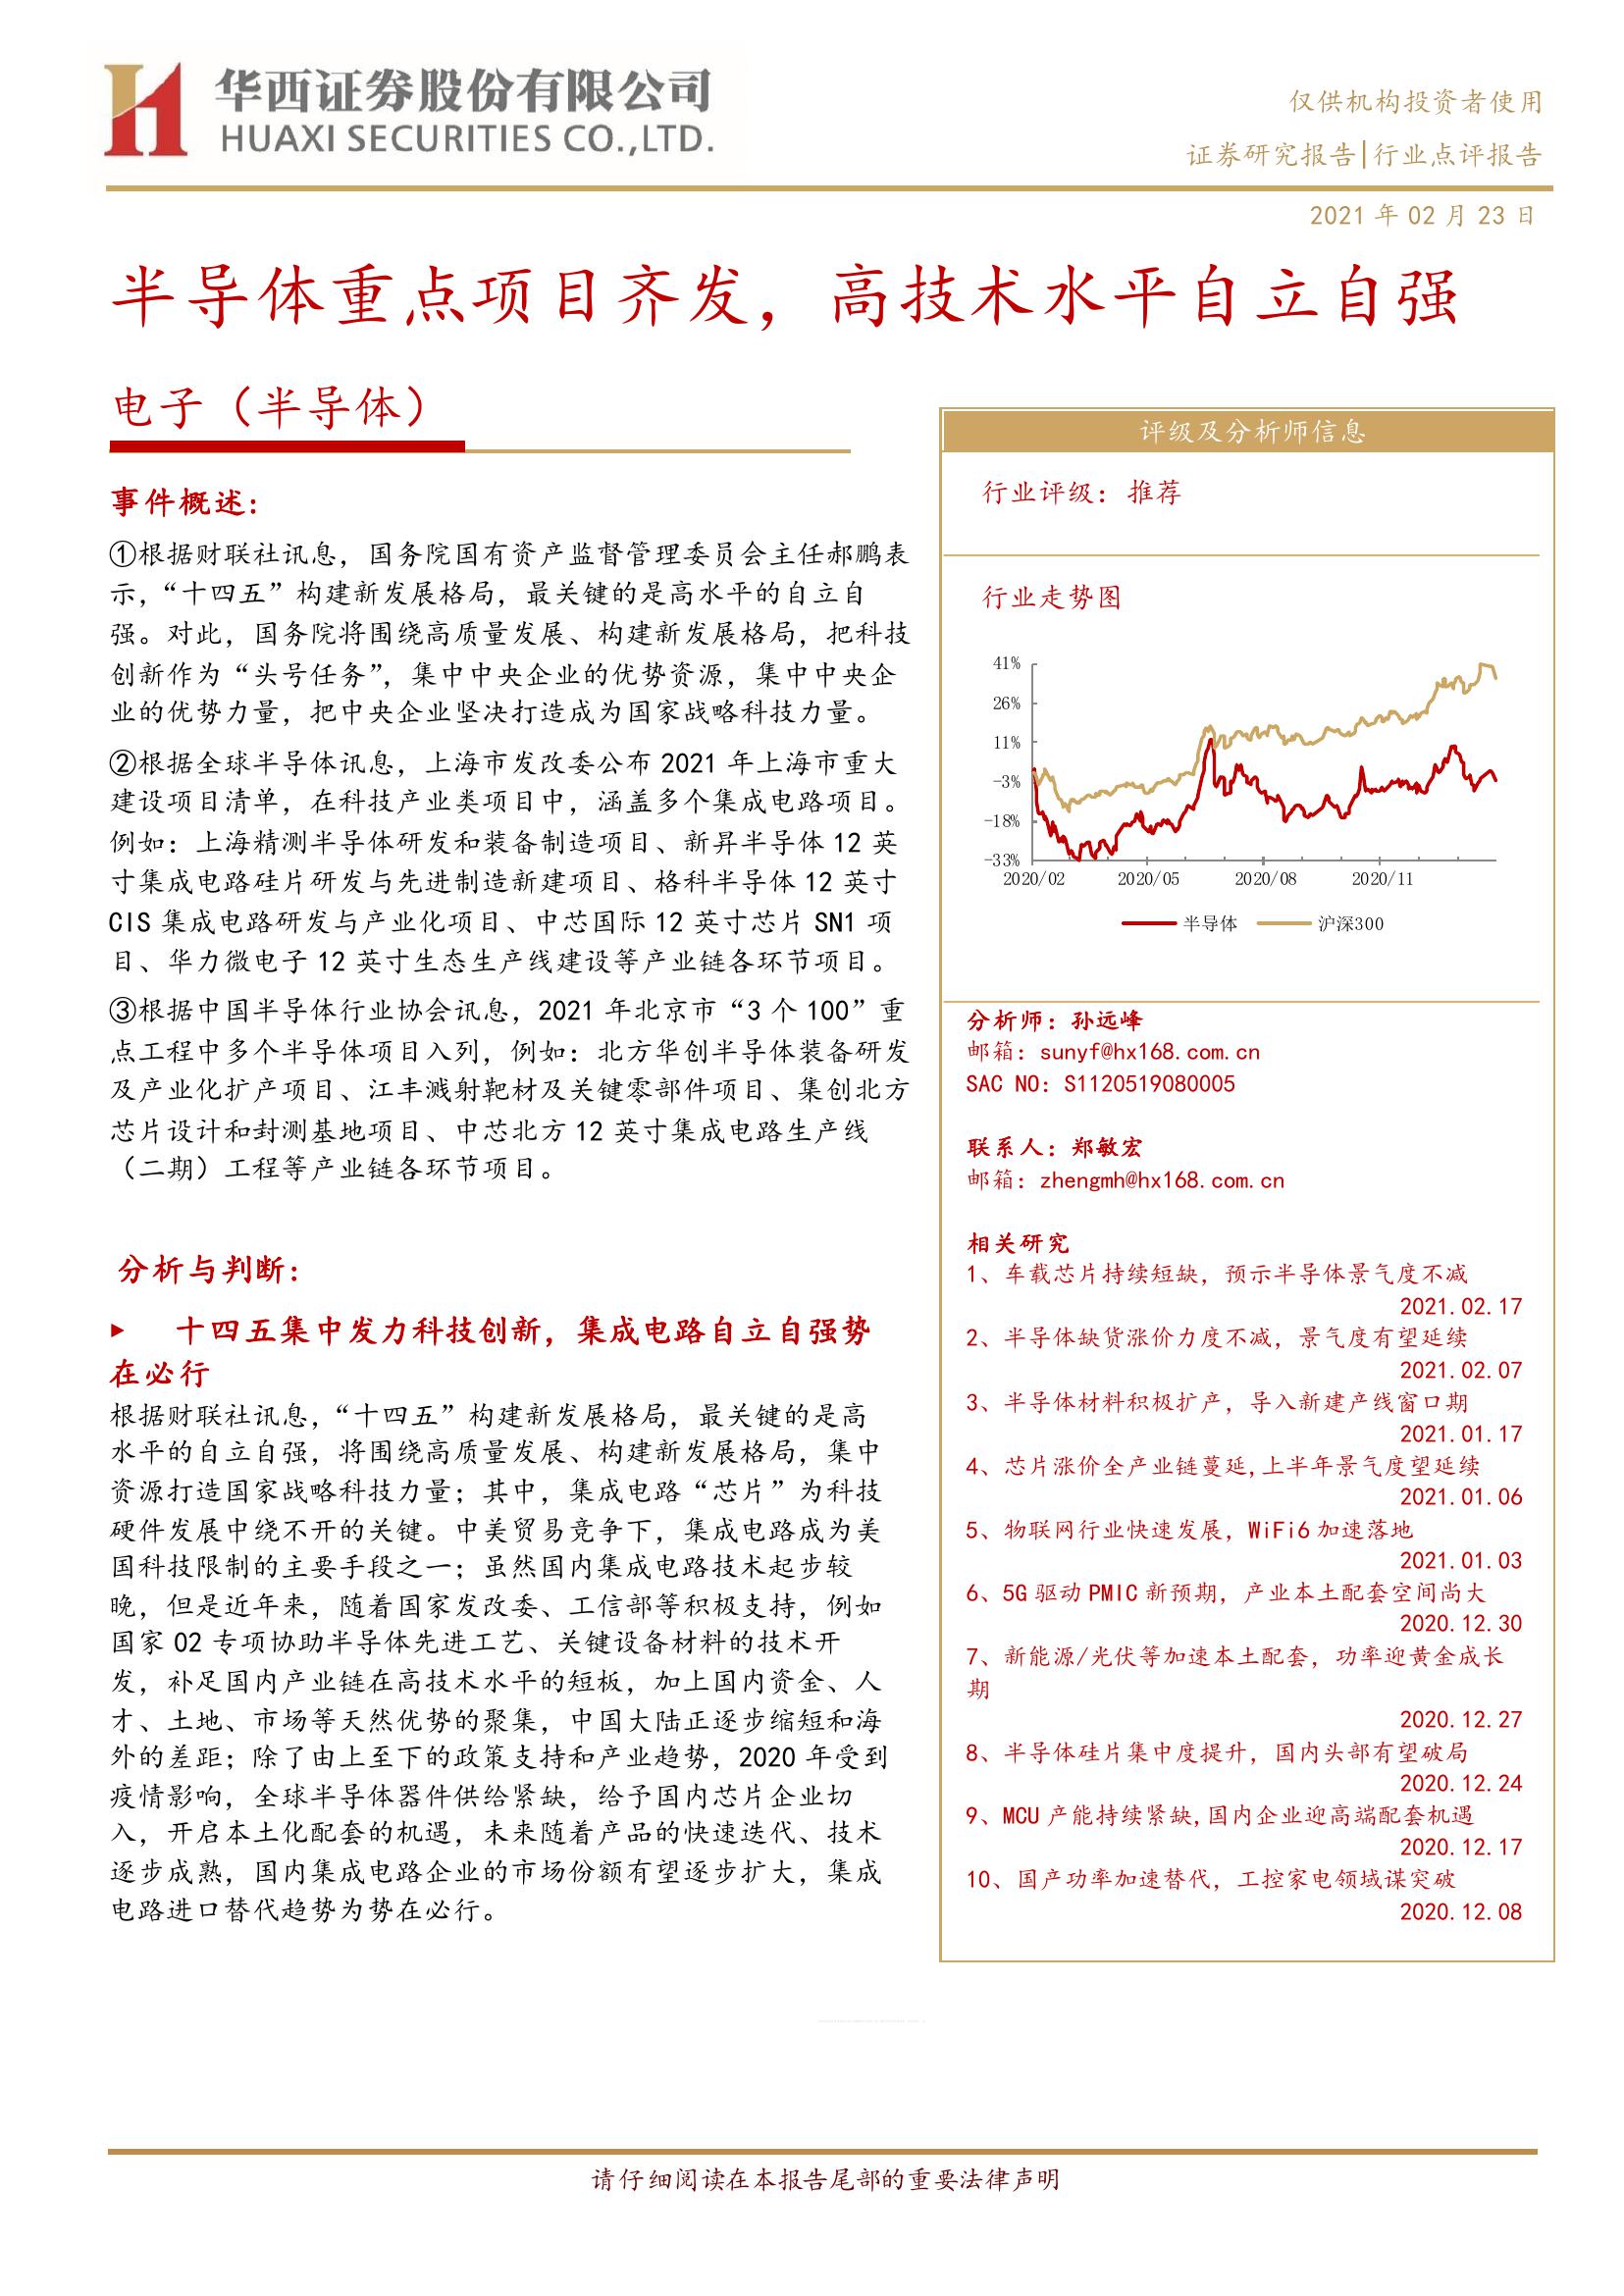 华西证券股份有限公司
HUAXI SECURITIES CO.,LTD.
仅供机构投资者使用
证券研究报告|行业点评报告
2021 年 02 月 23 日
半导体重点项目齐发，高技术水平自立自强
电子（半导体）
事件概述：
①根据财联社讯息，国务院国有资产监督管理委员会主任郝鹏表
示，“十四五”构建新发展格局，最关键的是高水平的自立自
强。对此，国务院将围绕高质量发展、构建新发展格局，把科技
创新作为“头号任务”，集中中央企业的优势资源，集中中央企
业的优势力量，把中央企业坚决打造成为国家战略科技力量。
②根据全球半导体讯息，上海市发改委公布 2021 年上海市重大
建设项目清单，在科技产业类项目中，涵盖多个集成电路项目。
例如：上海精测半导体研发和装备制造项目、新昇半导体 12 英
寸集成电路硅片研发与先进制造新建项目、格科半导体 12 英寸
CIS 集成电路研发与产业化项目、中芯国际 12 英寸芯片 SN1 项
目、华力微电子 12 英寸生态生产线建设等产业链各环节项目。
③根据中国半导体行业协会讯息，2021 年北京市“3 个 100”重
点工程中多个半导体项目入列，例如：北方华创半导体装备研发
及产业化扩产项目、江丰溅射靶材及关键零部件项目、集创北方
芯片设计和封测基地项目、中芯北方 12 英寸集成电路生产线
（二期）工程等产业链各环节项目。
分析与判断：
▶ 十四五集中发力科技创新，集成电路自立自强势
在必行
根据财联社讯息，“十四五”构建新发展格局，最关键的是高
水平的自立自强，将围绕高质量发展、构建新发展格局，集中
资源打造国家战略科技力量；其中，集成电路“芯片”为科技
硬件发展中绕不开的关键。中美贸易竞争下，集成电路成为美
国科技限制的主要手段之一；虽然国内集成电路技术起步较
晚，但是近年来，随着国家发改委、工信部等积极支持，例如
国家 02 专项协助半导体先进工艺、关键设备材料的技术开
发，补足国内产业链在高技术水平的短板，加上国内资金、人
才、土地、市场等天然优势的聚集，中国大陆正逐步缩短和海
外的差距；除了由上至下的政策支持和产业趋势，2020 年受到
疫情影响，全球半导体器件供给紧缺，给予国内芯片企业切
入，开启本土化配套的机遇，未来随着产品的快速迭代、技术
逐步成熟，国内集成电路企业的市场份额有望逐步扩大，集成
电路进口替代趋势为势在必行。
评级及分析师信息
行业评级：推荐
行业走势图
41%
26%
11%
-3%
-18%
-33%
2020/02 2020/05 2020/08 2020/11
半导体 沪深300
分析师：孙远峰
邮箱：sunyf@hx168.com.cn
SAC NO：S1120519080005
联系人：郑敏宏
邮箱：zhengmh@hx168.com.cn
相关研究
1、车载芯片持续短缺，预示半导体景气度不减
2021.02.17
2、半导体缺货涨价力度不减，景气度有望延续
2021.02.07
3、半导体材料积极扩产，导入新建产线窗口期
2021.01.17
4、芯片涨价全产业链蔓延,上半年景气度望延续
2021.01.06
5、物联网行业快速发展，WiFi6 加速落地
2021.01.03
6、5G 驱动 PMIC 新预期，产业本土配套空间尚大
2020.12.30
7、新能源/光伏等加速本土配套，功率迎黄金成长
期
2020.12.27
8、半导体硅片集中度提升，国内头部有望破局
2020.12.24
9、MCU 产能持续紧缺,国内企业迎高端配套机遇
2020.12.17
10、国产功率加速替代，工控家电领域谋突破
2020.12.08
请仔细阅读在本报告尾部的重要法律声明